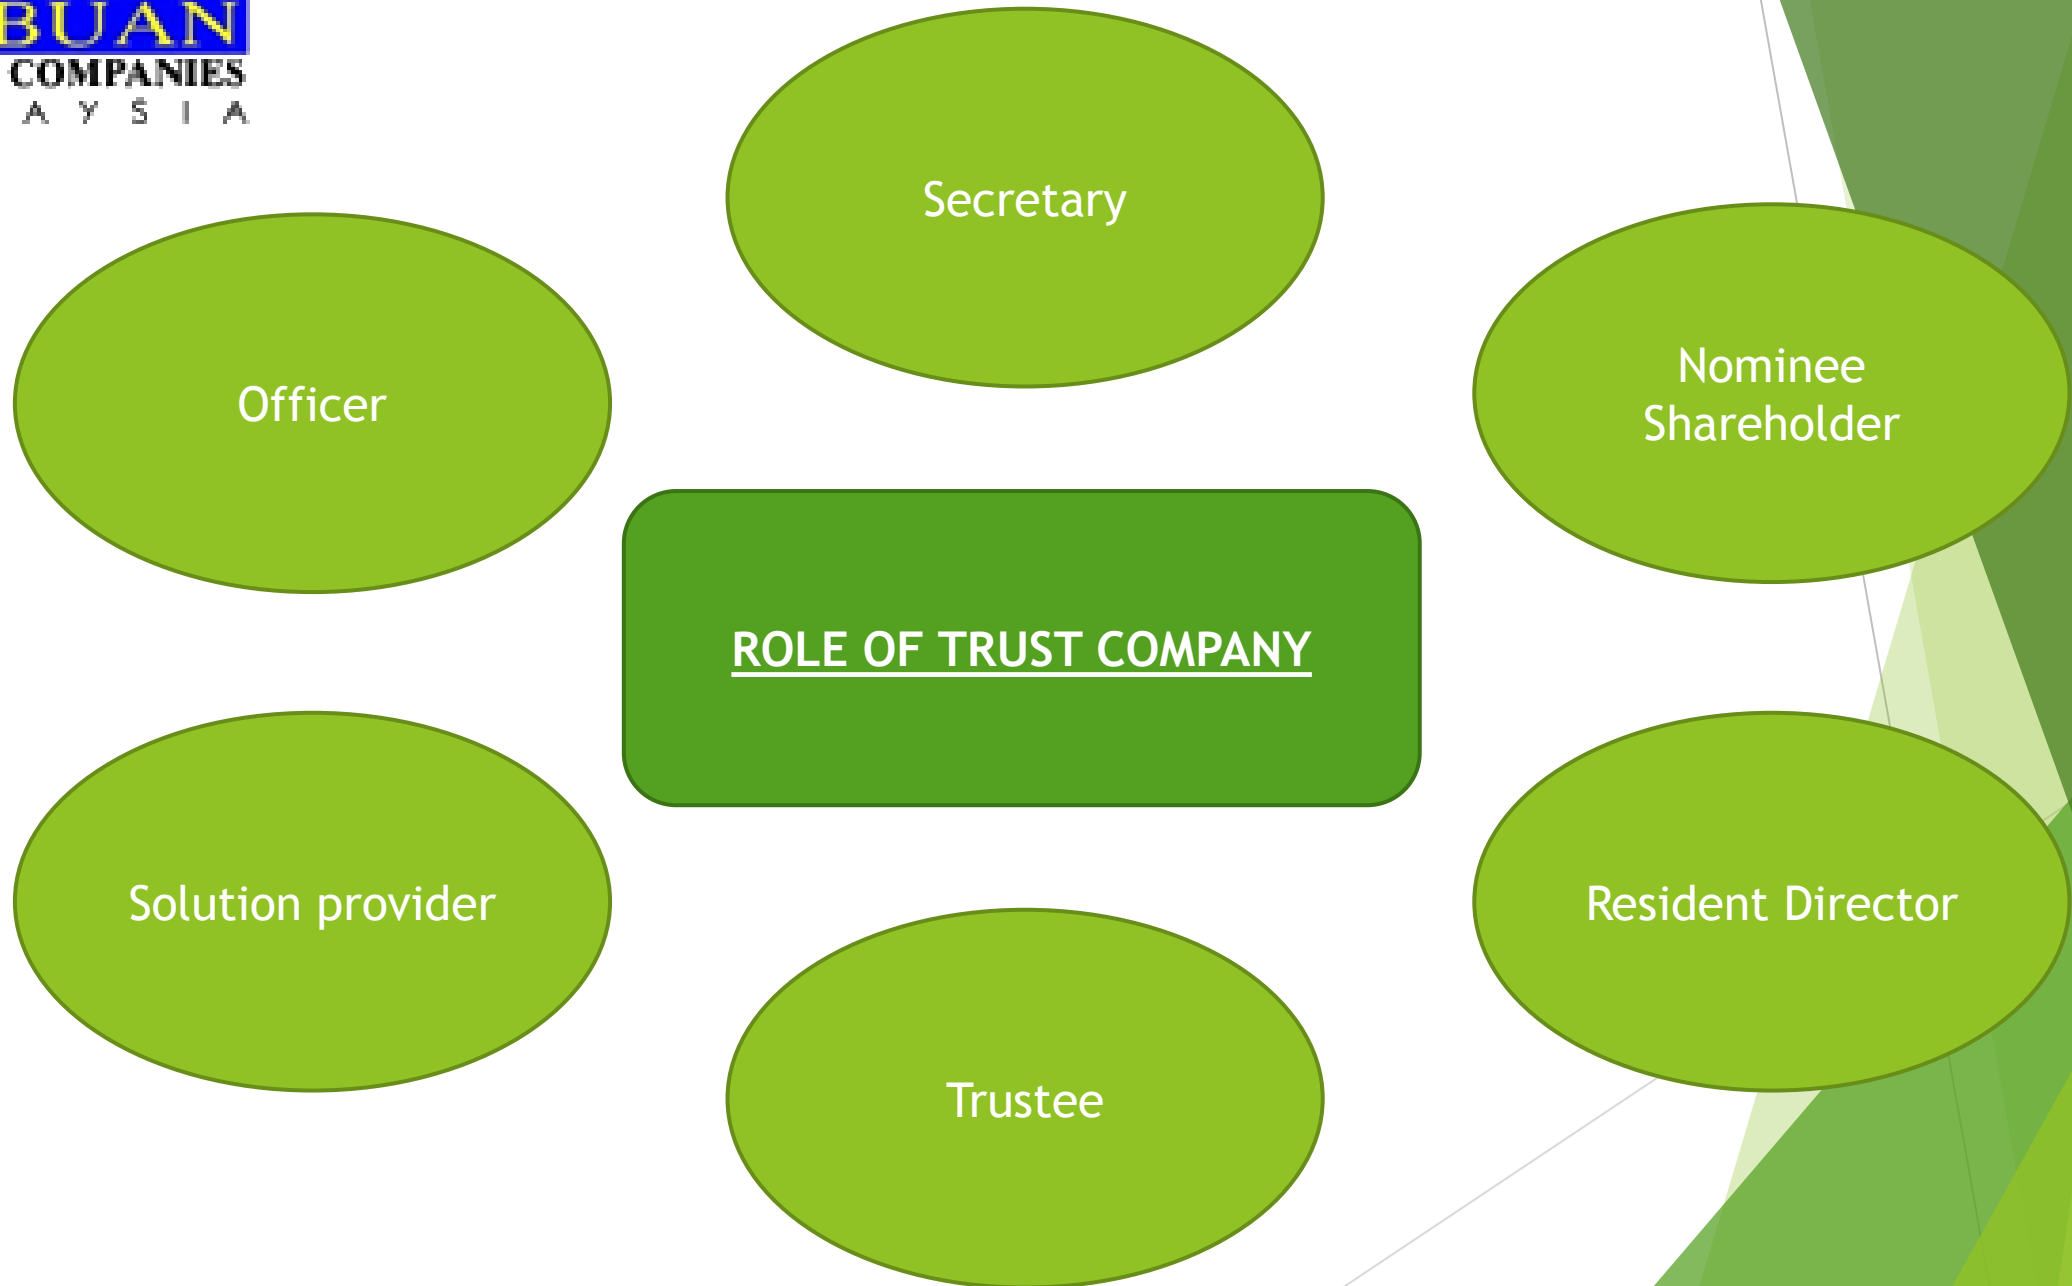 BUAN
COMPANIES
A Y S I A
Secretary
Officer
Nominee
Shareholder
ROLE OF TRUST COMPANY
Solution provider
Resident Director
Trustee